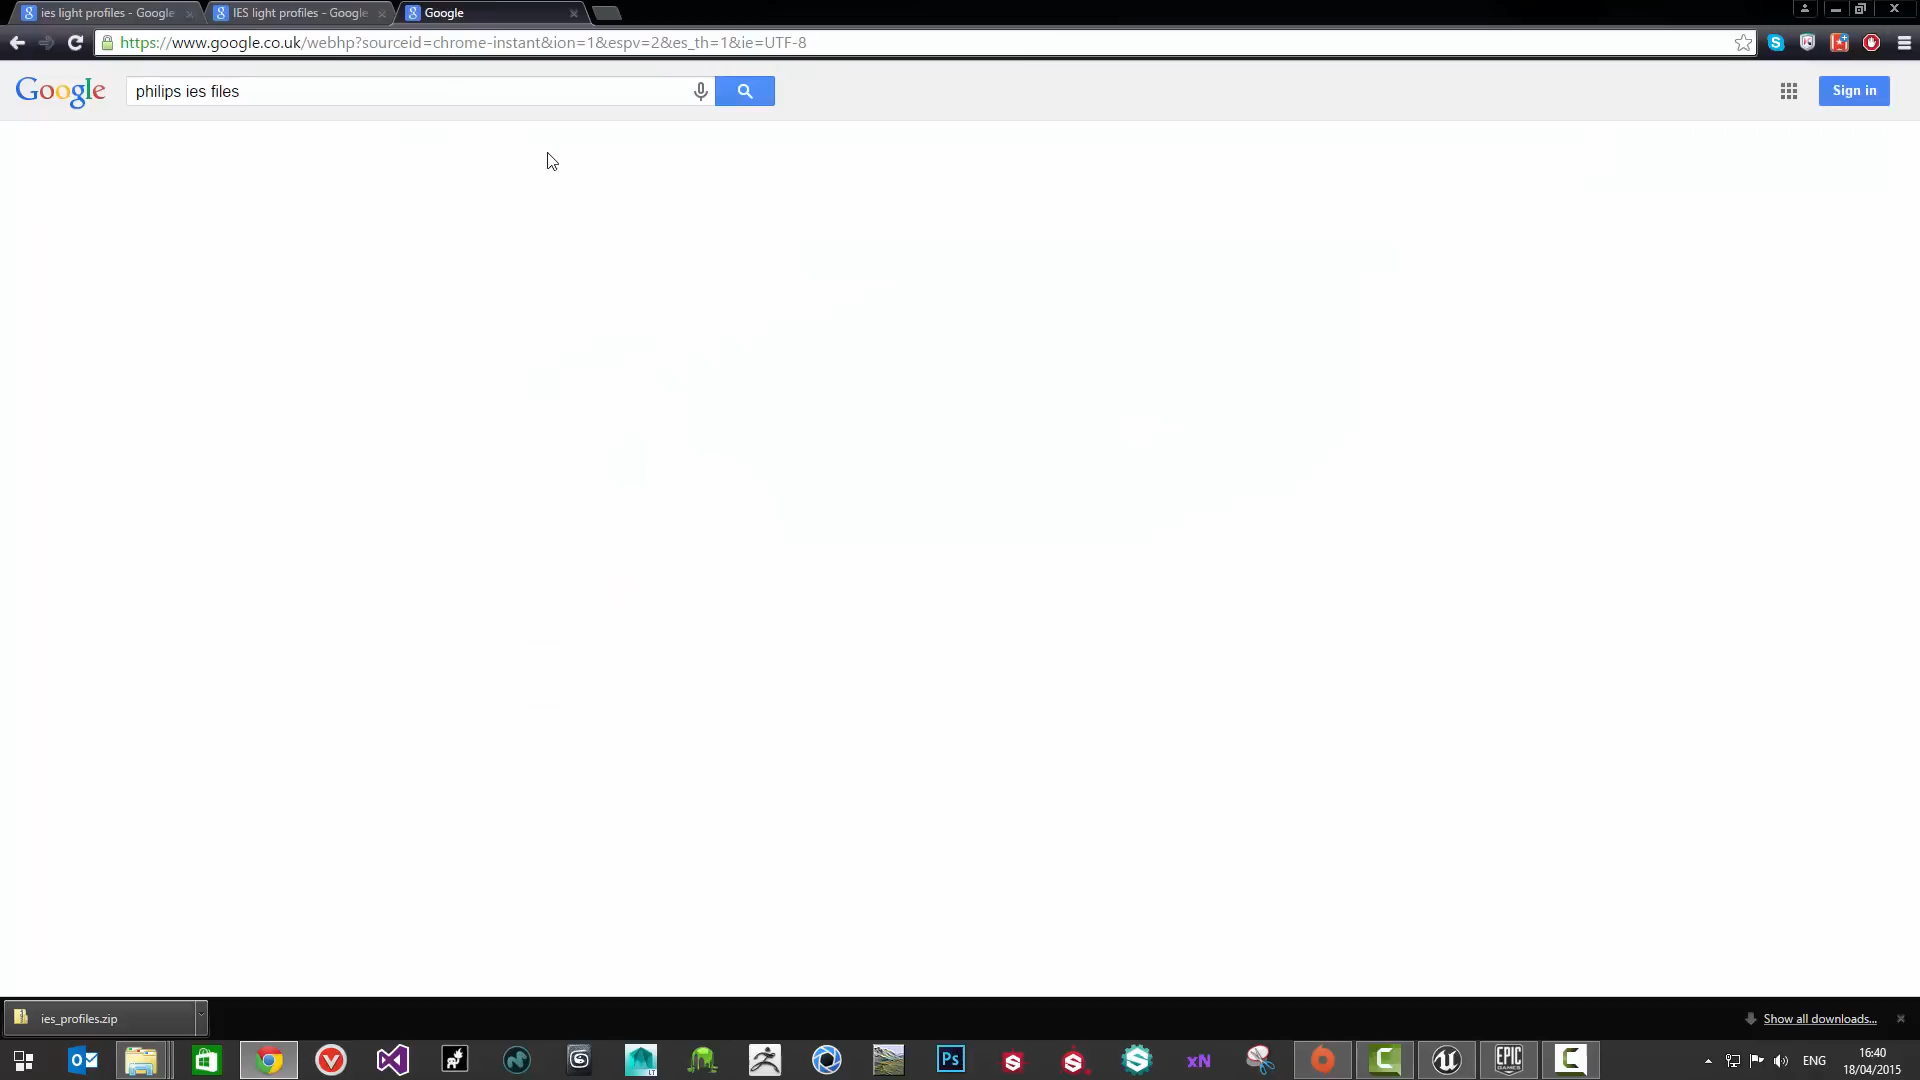 ies light profiles - Google
IES light profiles - Google
Google
https://www.google.co.uk/webhp?sourceid=chrome-instant&ion=1&espv=2&es_th=1&ie=UTF-8
Google
philips ies files
Sign in
ies_profiles.zip
Show all downloads...
LT
Ps
xN
EPIC GAMES
ENG
16:40
18/04/2015